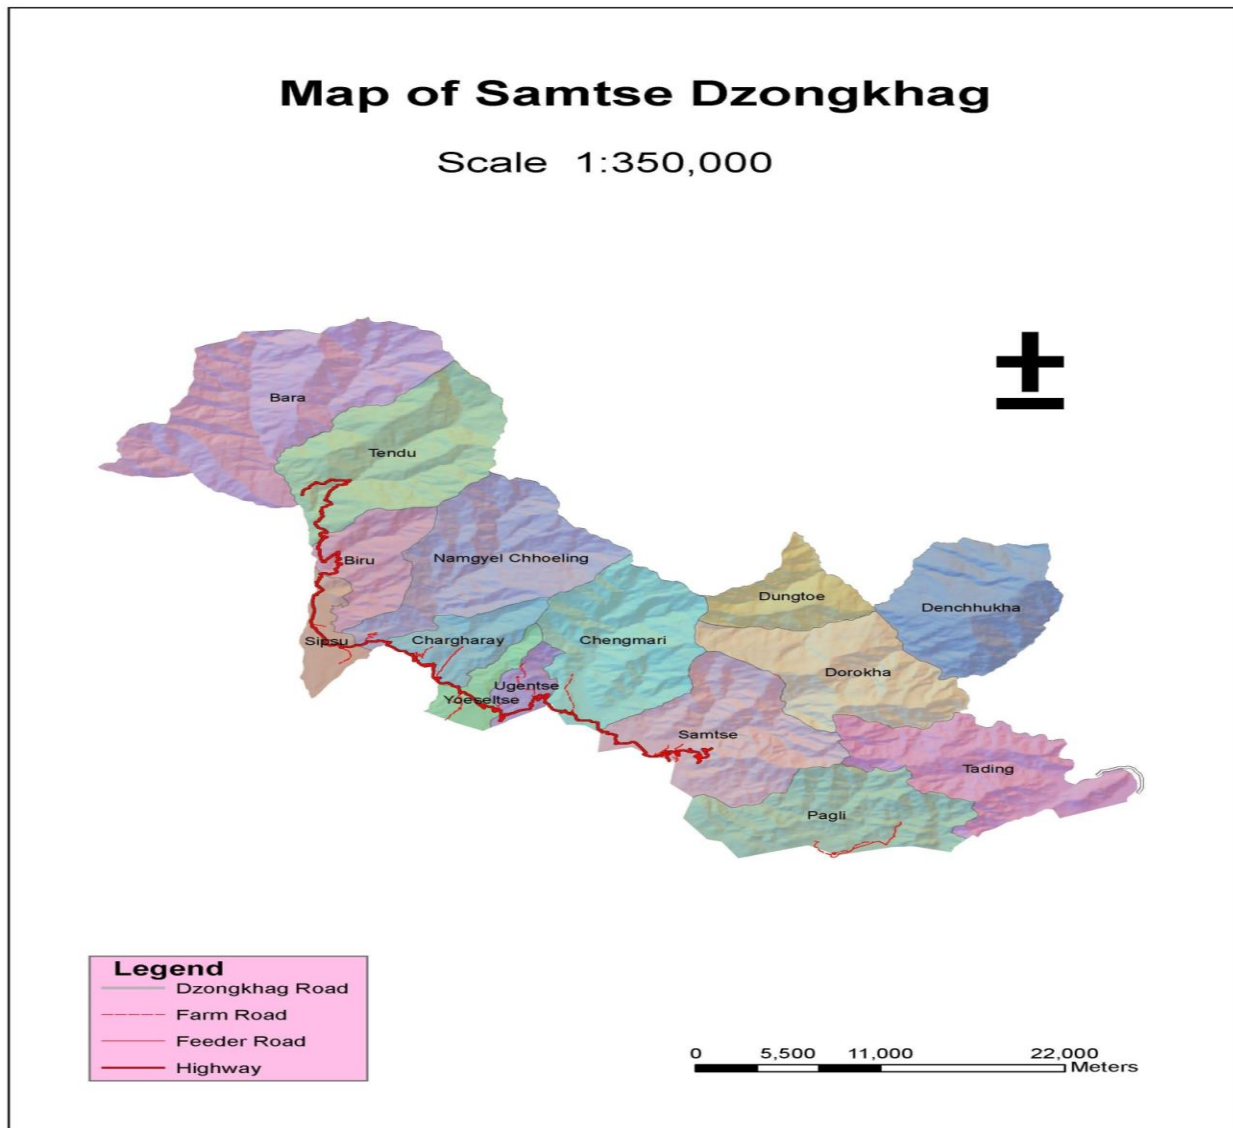 Map of Samtse Dzongkhag
Scale 1:350,000
Bara
Tendu
Biru
Namgyel Chhoeling
Dungtoe
Denchhukha
Sipsu
Chargharay
Chengmari
Dorokha
Ugentse
Yoeseltse
Samtse
Tading
Pagli
Legend
Dzongkhag Road
Farm Road
Feeder Road
Highway
0 5,500 11,000 22,000
Meters